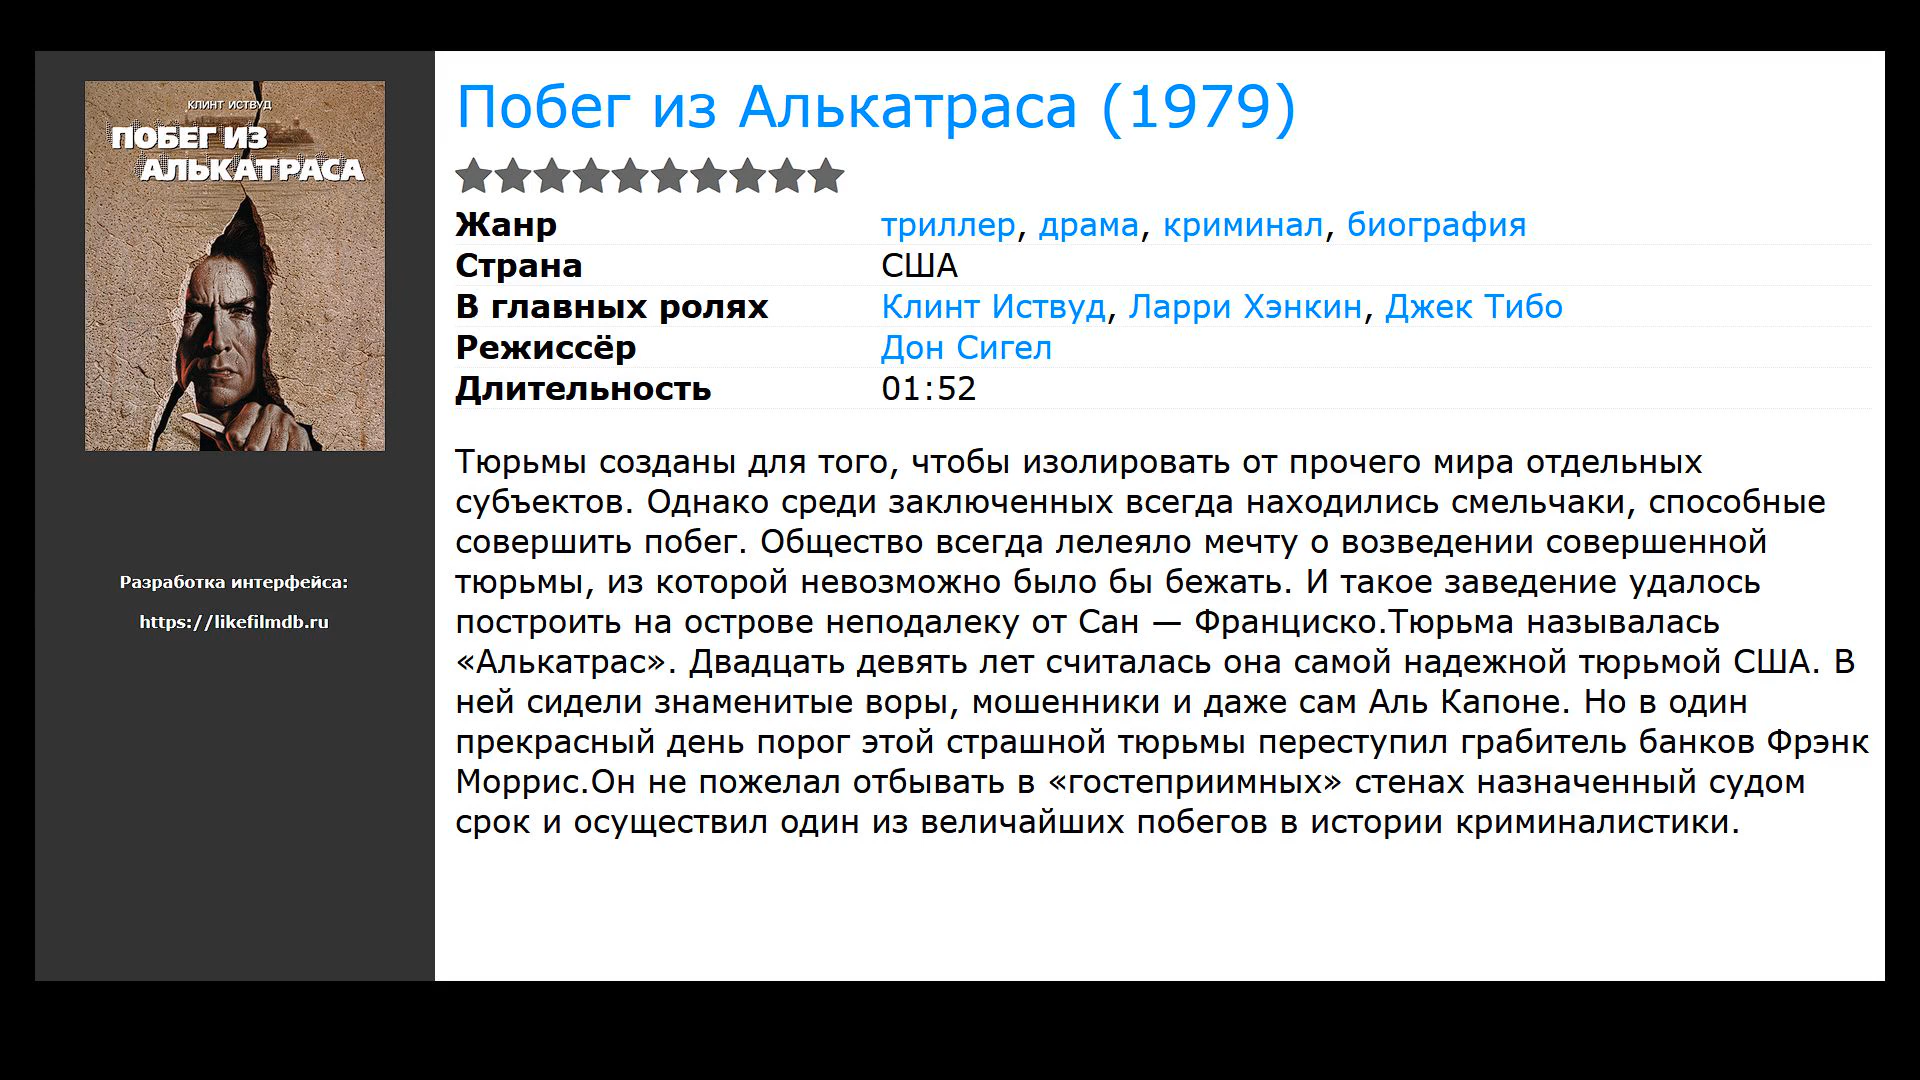 КЛИНТ ИСТВУД
ПОБЕГ ИЗ
АЛЬКАТРАСА
Разработка интерфейса:
https://likefilmdb.ru
Побег из Алькатраса (1979)
Жанр триллер, драма, криминал, биография
Страна США
В главных ролях Клинт Иствуд, Ларри Хэнкин, Джек Тибо
Режиссёр Дон Сигел
Длительность 01:52
Тюрьмы созданы для того, чтобы изолировать от прочего мира отдельных
субъектов. Однако среди заключенных всегда находились смельчаки, способные
совершить побег. Общество всегда лелеяло мечту о возведении совершенной
тюрьмы, из которой невозможно было бы бежать. И такое заведение удалось
построить на острове неподалеку от Сан — Франциско.Тюрьма называлась
«Алькатрас». Двадцать девять лет считалась она самой надежной тюрьмой США. В
ней сидели знаменитые воры, мошенники и даже сам Аль Капоне. Но в один
прекрасный день порог этой страшной тюрьмы переступил грабитель банков Фрэнк
Моррис.Он не пожелал отбывать в «гостеприимных» стенах назначенный судом
срок и осуществил один из величайших побегов в истории криминалистики.